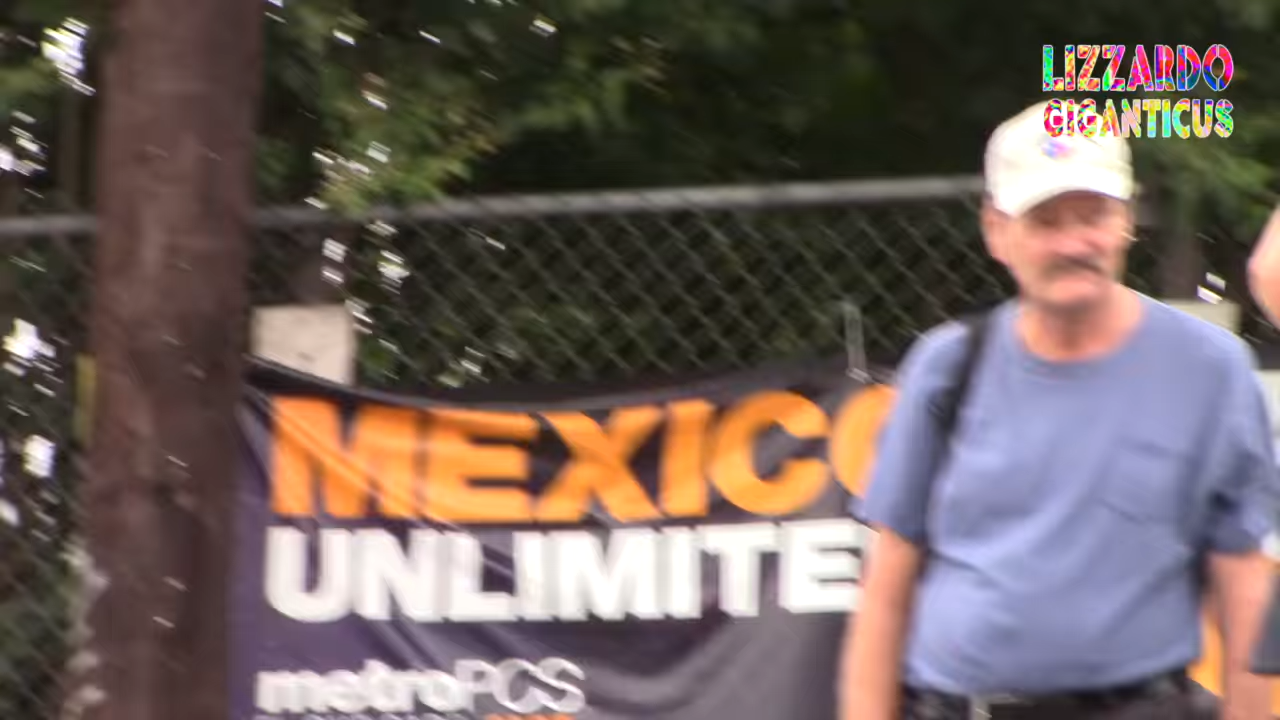 LIZZARDO
GIGANTICUS
MEXICO
UNLIMITE
metroPCS